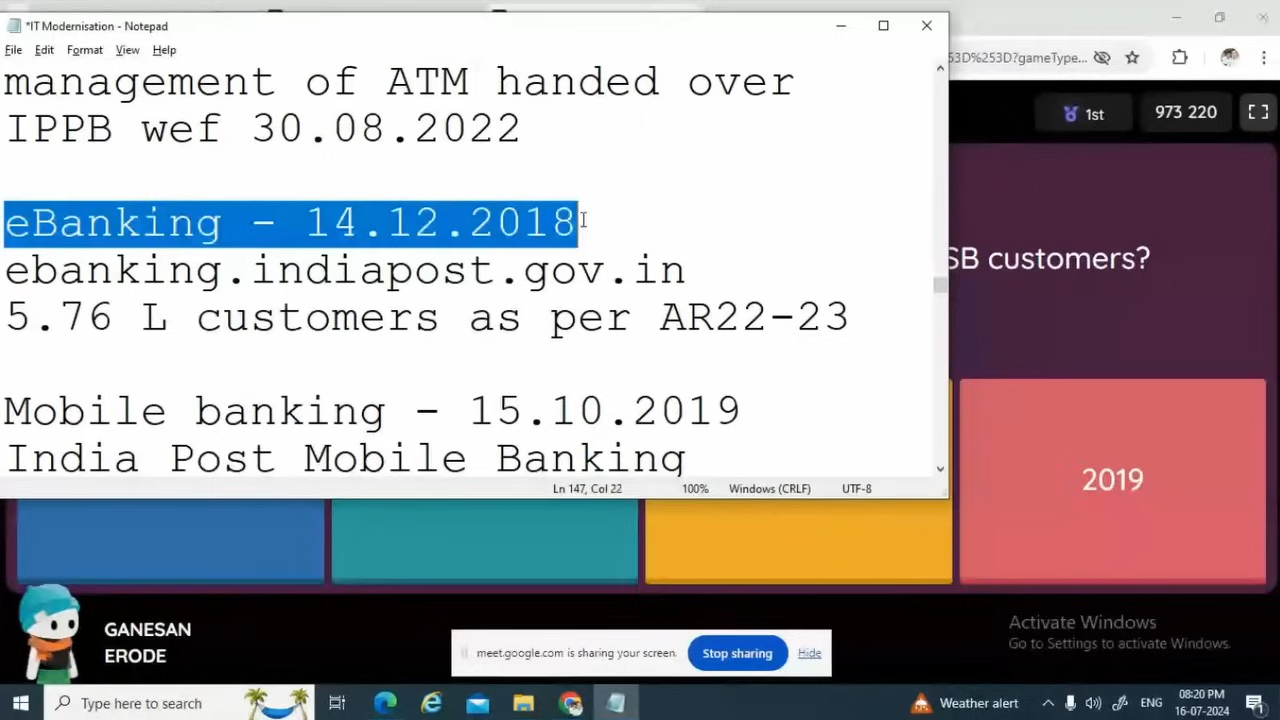 *IT Modernisation - Notepad
File Edit Format View Help
management of ATM handed over
IPPB wef 30.08.2022
eBanking - 14.12.2018
ebanking.indiapost.gov.in
5.76 L customers as per AR22-23
Mobile banking - 15.10.2019
India Post Mobile Banking
Ln 147, Col 22 100% Windows (CRLF) UTF-8
53D%253D?gameType...
1st 973 220
SB customers?
2019
GANESAN
ERODE
meet.google.com is sharing your screen. Stop sharing Hide
Activate Windows
Go to Settings to activate Windows.
Type here to search
Weather alert
ENG
08:20 PM
16-07-2024